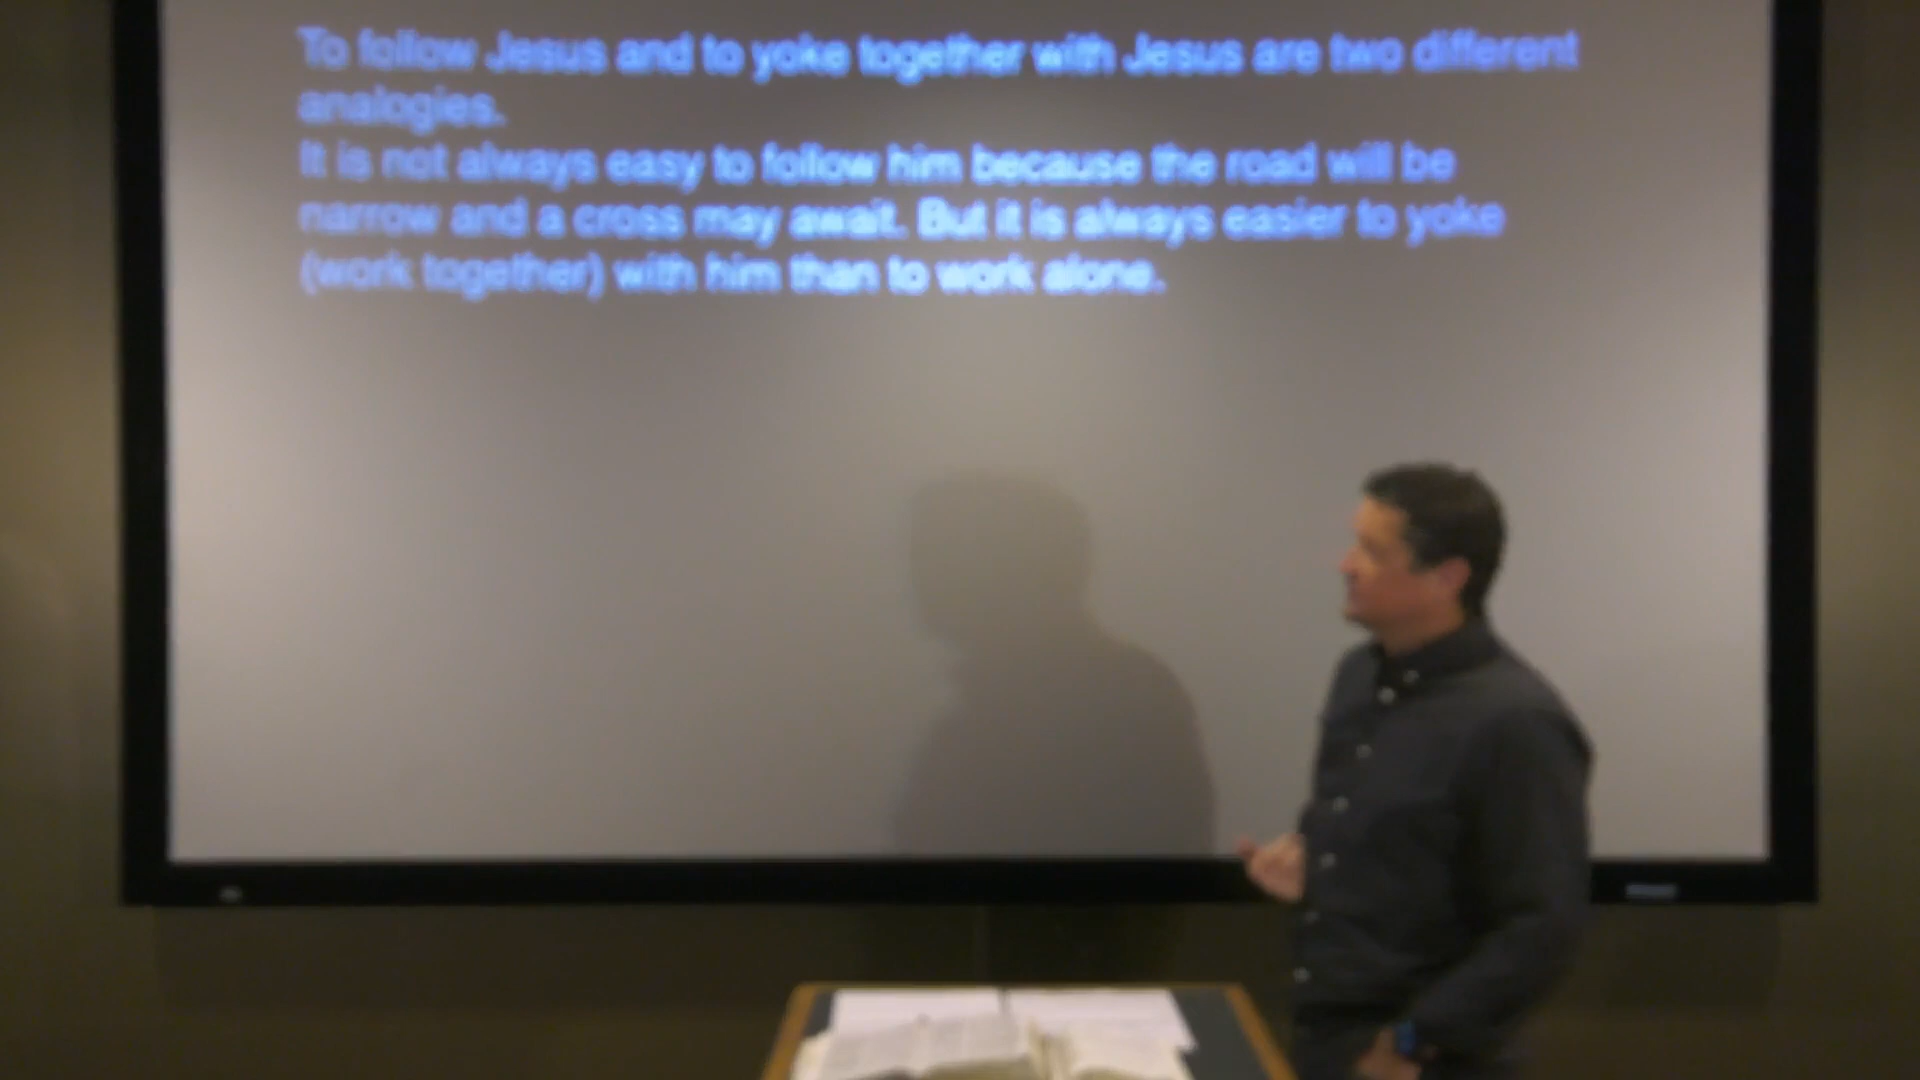 To follow Jesus and to yoke together with Jesus are two different
analogies.
It is not always easy to follow him because the road will be
narrow and a cross may await. But it is always easier to yoke
(work together) with him than to work alone.